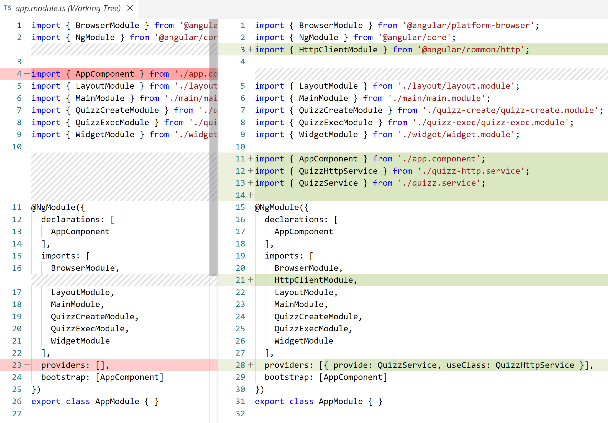 TS app.module.ts (Working Tree) ×
1 import { BrowserModule } from '@angula
2 import { NgModule } from '@angular/cor
3
4 − import { AppComponent } from './app.co
5 import { LayoutModule } from './layout
6 import { MainModule } from './main/mai
7 import { QuizzCreateModule } from './q
8 import { QuizzExecModule } from './qui
9 import { WidgetModule } from './widget
10
11 @NgModule({
12 declarations: [
13 AppComponent
14 ],
15 imports: [
16 BrowserModule,
17 LayoutModule,
18 MainModule,
19 QuizzCreateModule,
20 QuizzExecModule,
21 WidgetModule
22 ],
23 − providers: [],
24 bootstrap: [AppComponent]
25 })
26 export class AppModule { }
27
1 import { BrowserModule } from '@angular/platform-browser';
2 import { NgModule } from '@angular/core';
3 + import { HttpClientModule } from '@angular/common/http';
4
5 import { LayoutModule } from './layout/layout.module';
6 import { MainModule } from './main/main.module';
7 import { QuizzCreateModule } from './quizz-create/quizz-create.module';
8 import { QuizzExecModule } from './quizz-exec/quizz-exec.module';
9 import { WidgetModule } from './widget/widget.module';
10
11 + import { AppComponent } from './app.component';
12 + import { QuizzHttpService } from './quizz-http.service';
13 + import { QuizzService } from './quizz.service';
14 +
15 @NgModule({
16 declarations: [
17 AppComponent
18 ],
19 imports: [
20 BrowserModule,
21 + HttpClientModule,
22 LayoutModule,
23 MainModule,
24 QuizzCreateModule,
25 QuizzExecModule,
26 WidgetModule
27 ],
28 + providers: [{ provide: QuizzService, useClass: QuizzHttpService }],
29 bootstrap: [AppComponent]
30 })
31 export class AppModule { }
32